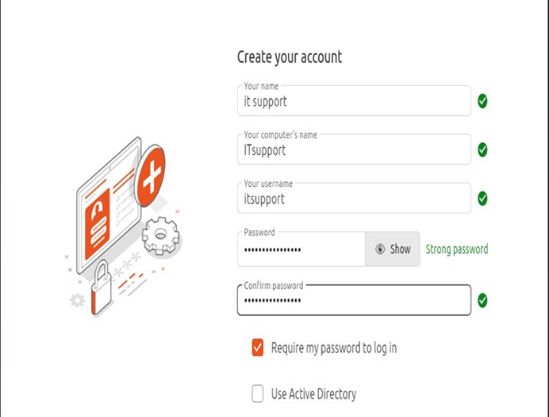 Create your account
Your name
it support
Your computer's name
ITsupport
Your username
itsupport
Password
•••••••••••••••
Show
Strong password
Confirm password
•••••••••••••••
Require my password to log in
Use Active Directory